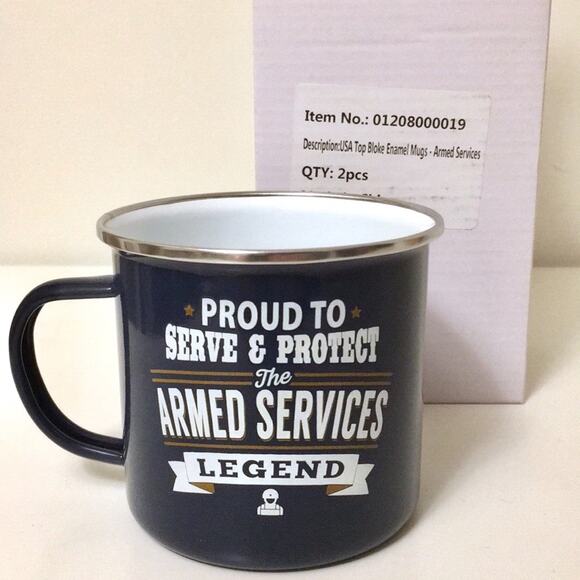 Item No.: 01208000019
Description:USA Top Bloke Enamel Mugs - Armed Services
QTY: 2pcs
PROUD TO
SERVE & PROTECT
The
ARMED SERVICES
LEGEND